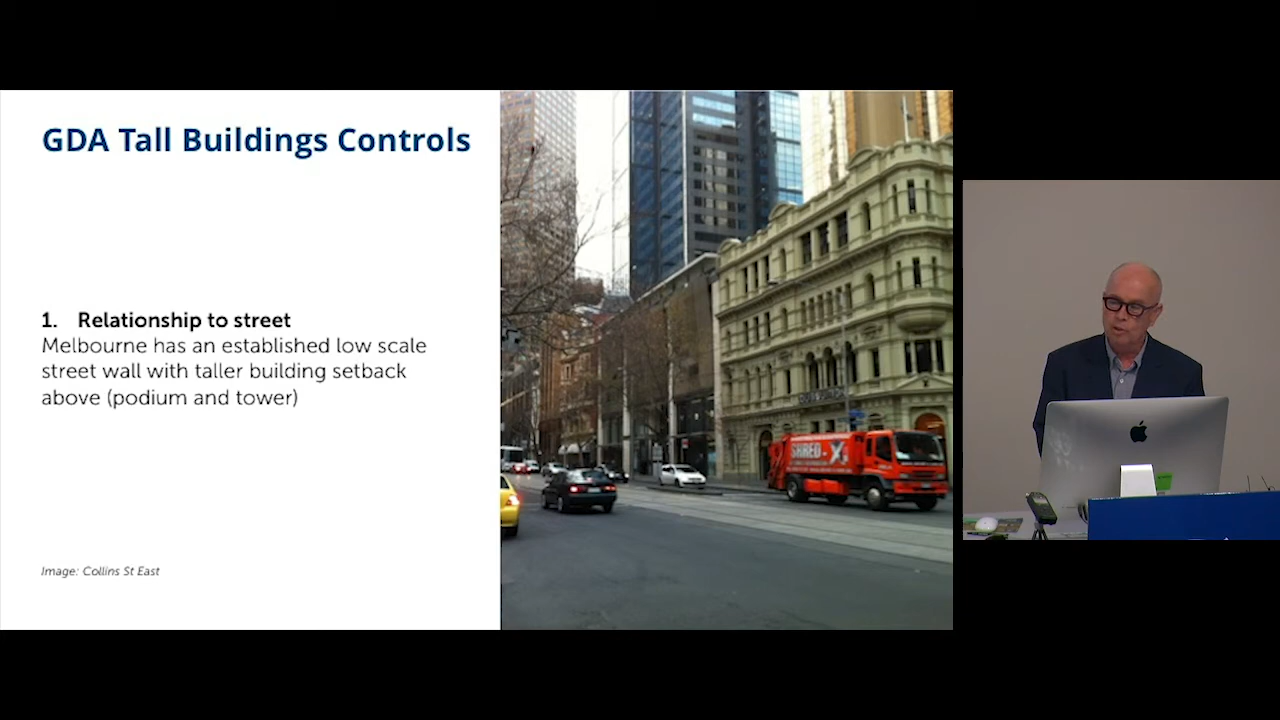 GDA Tall Buildings Controls
1. Relationship to street
Melbourne has an established low scale
street wall with taller building setback
above (podium and tower)
Image: Collins St East
SHRED-X